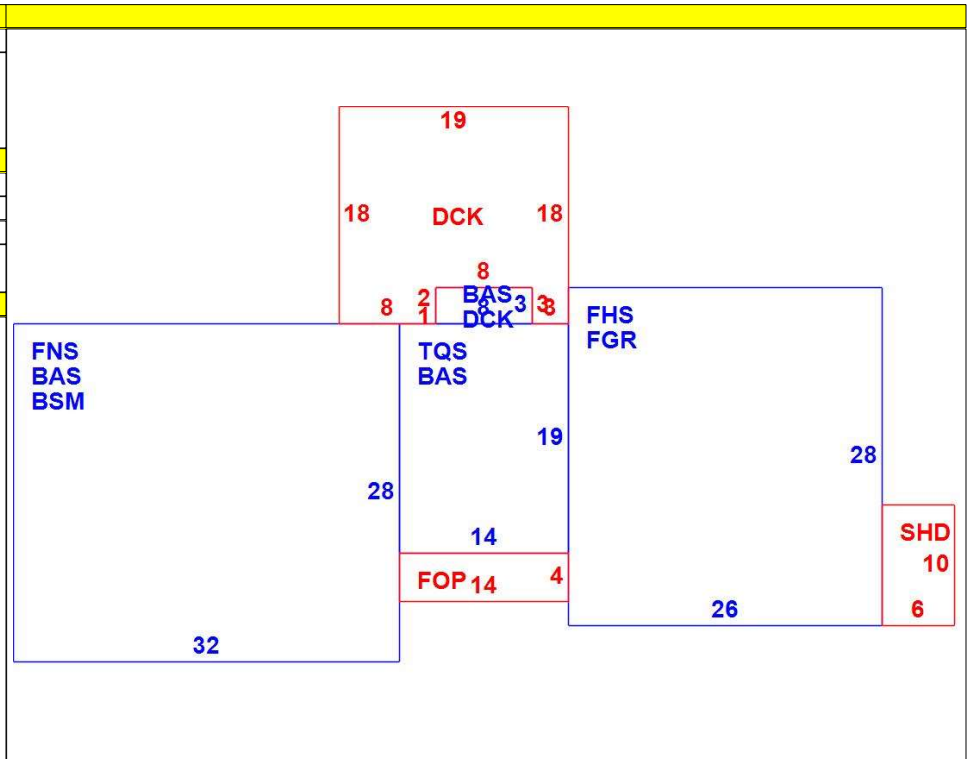 19
18 DCK 18
8
2 BAS 3 3
8 8 3
1 DCK
FHS
FGR
FNS
BAS
BSM
TQS
BAS
19
28
28
14
SHD
10
FOP 14 4
26
6
32